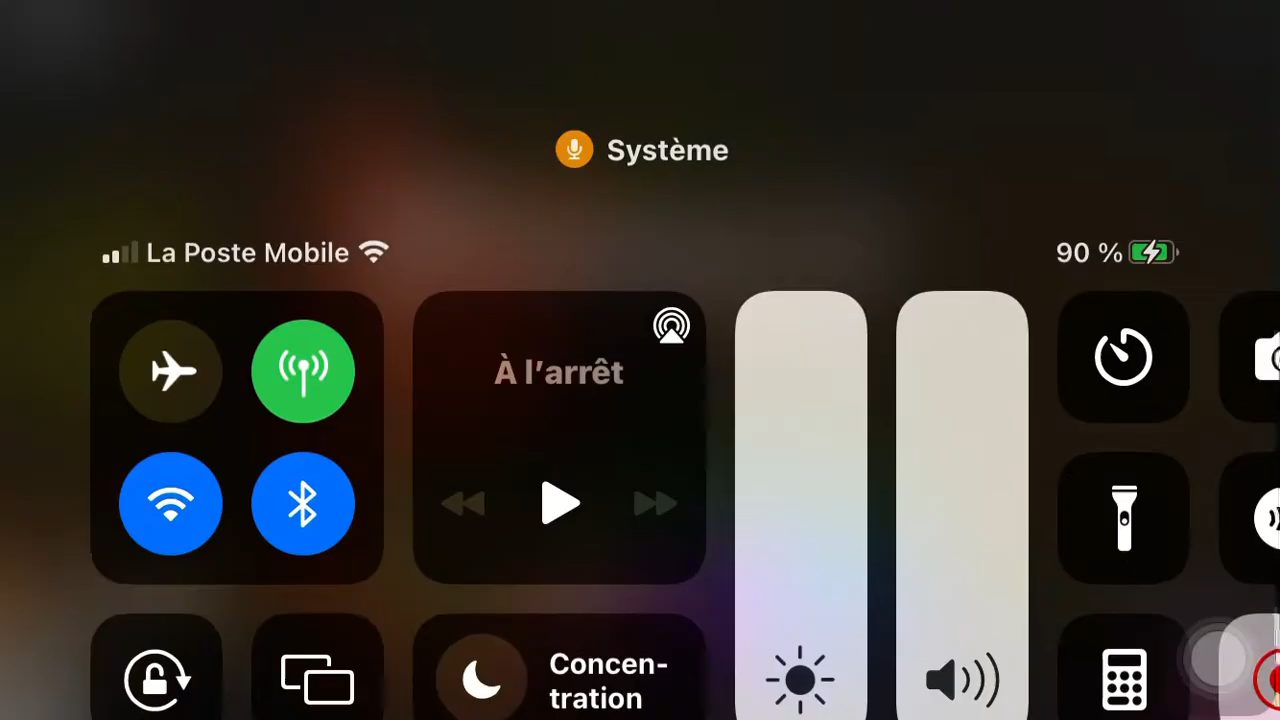 Système
La Poste Mobile
90 %
À l’arrêt
Concen-
tration